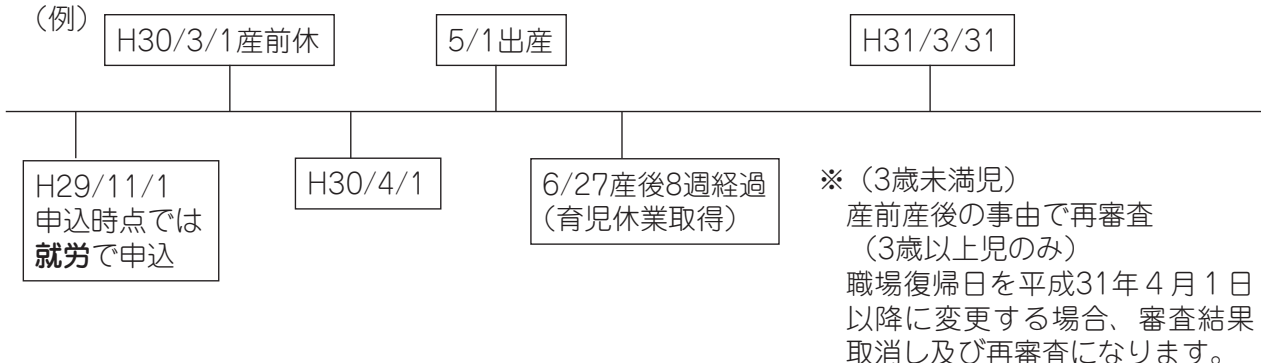 （例）
H30/3/1産前休
5/1出産
H31/3/31
H29/11/1
申込時点では
就労で申込
H30/4/1
6/27産後8週経過
（育児休業取得）
※（3歳未満児）
産前産後の事由で再審査
（3歳以上児のみ）
職場復帰日を平成31年４月１日
以降に変更する場合、審査結果
取消し及び再審査になります。